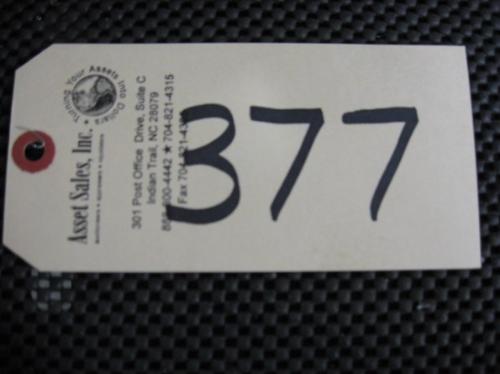 Turning Your Assets Into Dollars
Asset Sales, Inc.
301 Post Office Drive, Suite C
Indian Trail, NC 28079
704-821-4315
Fax
377